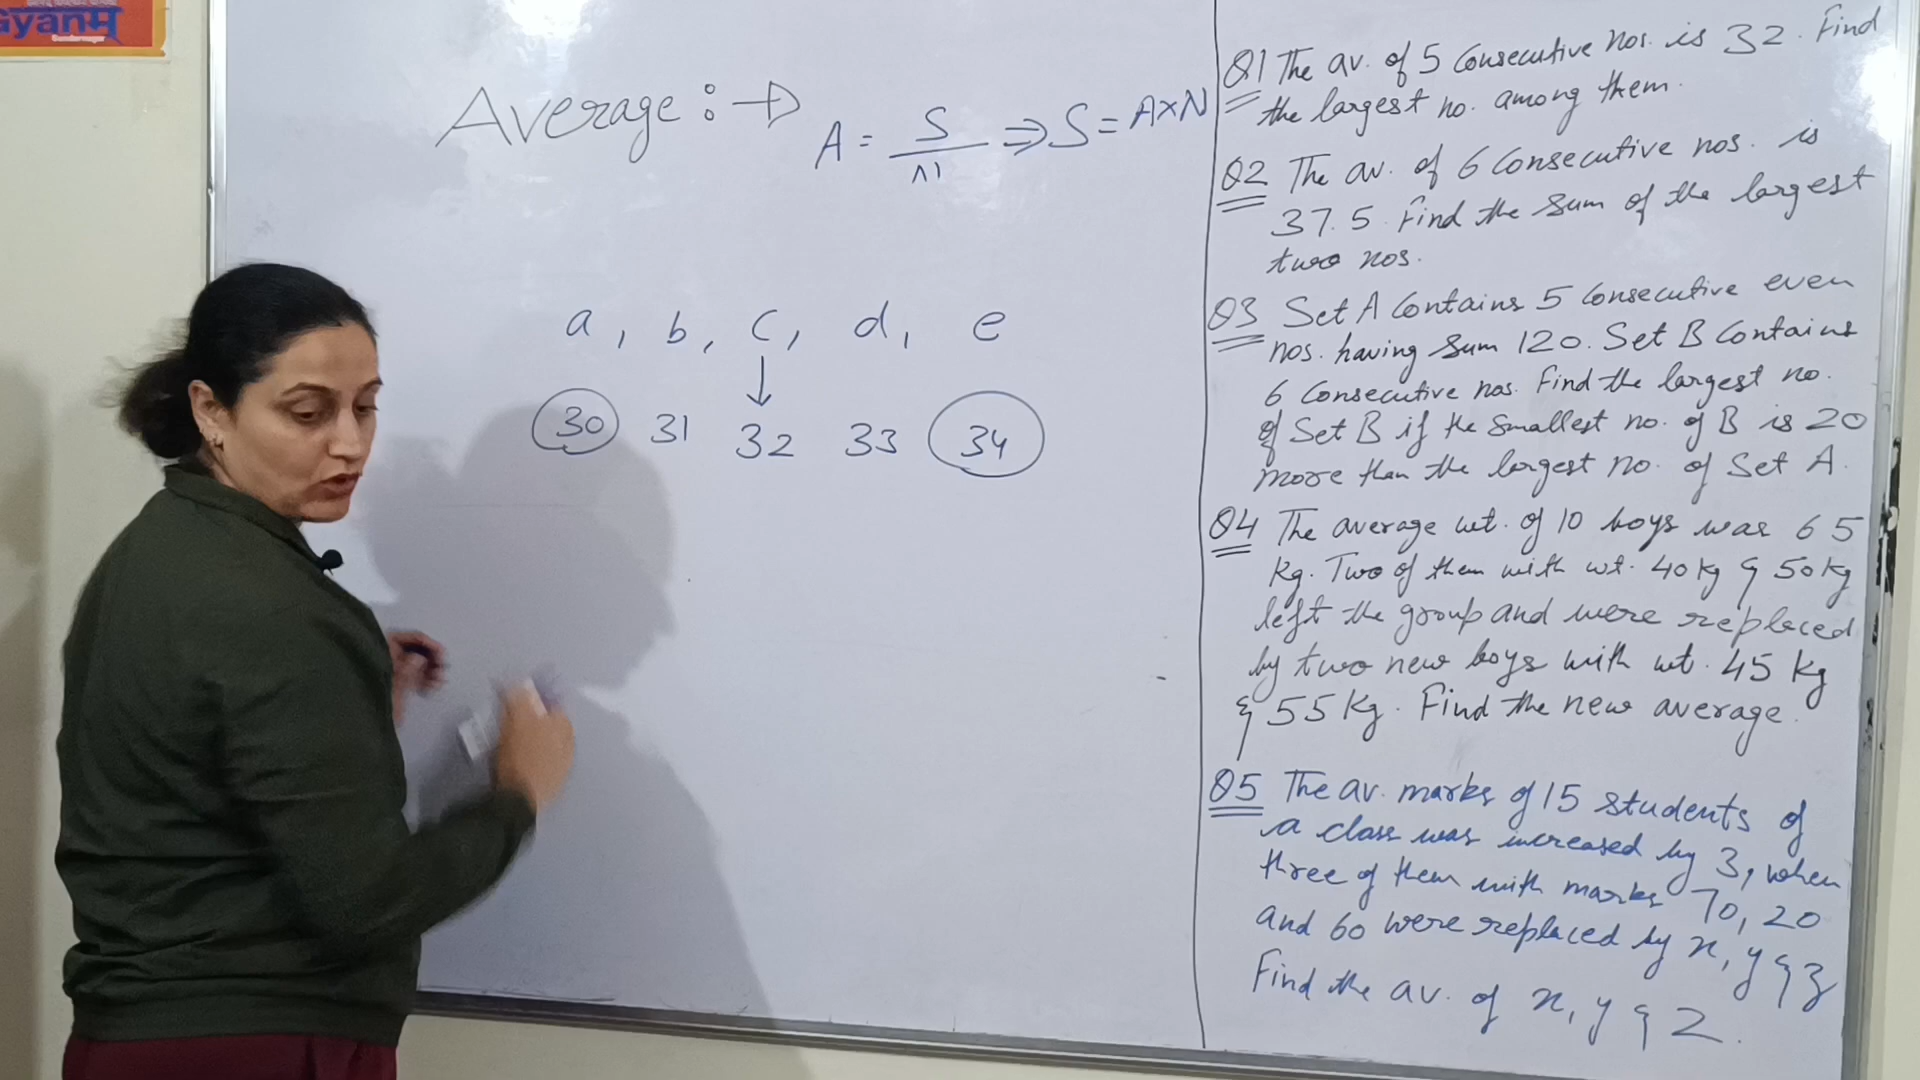 Gyanम
Average :→ A = S/N ⇒ S = A×N
a, b, c, d, e
↓
30 31 32 33 34
Q1 The av. of 5 Consecutive nos. is 32. Find
the largest no. among them.
Q2 The av. of 6 Consecutive nos. is
37.5. Find the sum of the largest
two nos.
Q3 Set A Contains 5 Consecutive even
nos. having sum 120. Set B Contains
6 Consecutive nos. Find the largest no.
of Set B if the smallest no. of B is 20
more than the largest no. of Set A.
Q4 The average wt. of 10 boys was 65
kg. Two of them with wt. 40 kg & 50 kg
left the group and were replaced
by two new boys with wt. 45 kg
& 55 kg. Find the new average.
Q5 The av. marks of 15 students of
a class was increased by 3, when
three of them with marks 70, 20
and 60 were replaced by x, y & z
Find the av. of x, y & z.